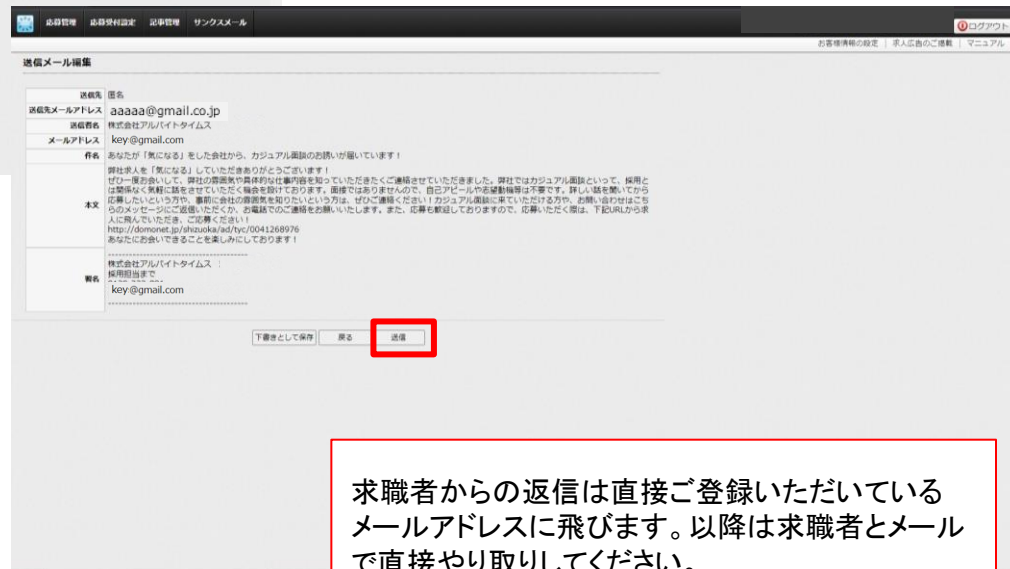 応募管理 応募受付設定 記事管理 サンクスメール
ログアウト
お客様情報の設定 | 求人広告のご掲載 | マニュアル
送信メール編集
送信先 匿名
送信先メールアドレス aaaaa@gmail.co.jp
送信者名 株式会社アルバイトタイムス
メールアドレス key@gmail.com
件名 あなたが「気になる」をした会社から、カジュアル面談のお誘いが届いています！
弊社求人を「気になる」していただきありがとうございます！
ぜひ一度お会いして、弊社の雰囲気や具体的な仕事内容を知っていただきたくご連絡させていただきました。弊社ではカジュアル面談といって、採用と
は関係なく気軽に話をさせていただく機会を設けております。面接ではありませんので、自己アピールや志望動機等は不要です。詳しい話を聞いてから
応募したいという方や、事前に会社の雰囲気を知りたいという方は、ぜひご連絡ください！カジュアル面談に来ていただける方や、お問い合わせはこち
本文 らのメッセージにご返信いただくか、お電話でのご連絡をお願いいたします。また、応募も歓迎しておりますので、応募いただく際は、下記URLから求
人に飛んでいただき、ご応募ください！
http://domonet.jp/shizuoka/ad/tyc/0041268976
あなたにお会いできることを楽しみにしております！
----------------------------------------
株式会社アルバイトタイムス
採用担当まで
署名
key@gmail.com
----------------------------------------
下書きとして保存 戻る 送信
求職者からの返信は直接ご登録いただいている
メールアドレスに飛びます。以降は求職者とメール
で直接やり取りしてください。